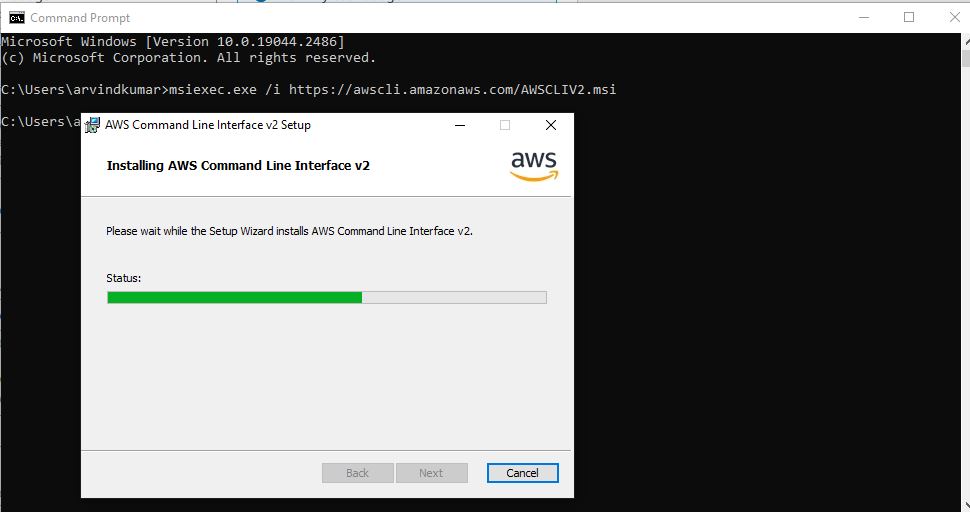 Command Prompt
Microsoft Windows [Version 10.0.19044.2486]
(c) Microsoft Corporation. All rights reserved.
C:\Users\arvindkumar>msiexec.exe /i https://awscli.amazonaws.com/AWSCLIV2.msi
C:\Users\a
AWS Command Line Interface v2 Setup
Installing AWS Command Line Interface v2
aws
Please wait while the Setup Wizard installs AWS Command Line Interface v2.
Status:
Back Next Cancel